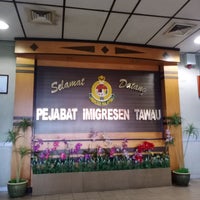 Selamat Datang
PEJABAT IMIGRESEN TAWAU